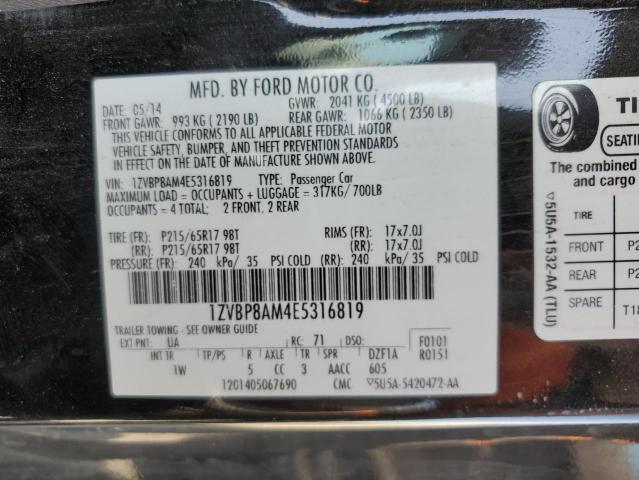 MFD. BY FORD MOTOR CO.
DATE: 05/14 GVWR: 2041 KG ( 4500 LB)
FRONT GAWR: 993 KG ( 2190 LB) REAR GAWR: 1066 KG ( 2350 LB)
THIS VEHICLE CONFORMS TO ALL APPLICABLE FEDERAL MOTOR
VEHICLE SAFETY, BUMPER, AND THEFT PREVENTION STANDARDS
IN EFFECT ON THE DATE OF MANUFACTURE SHOWN ABOVE.
VIN: 1ZVBP8AM4E5316819 TYPE: Passenger Car
MAXIMUM LOAD = OCCUPANTS + LUGGAGE = 317KG/ 700LB
OCCUPANTS = 4 TOTAL; 2 FRONT, 2 REAR
TIRE (FR): P215/65R17 98T RIMS (FR): 17x7.0J
(RR): P215/65R17 98T (RR): 17x7.0J
PRESSURE (FR): 240 kPa/ 35 PSI COLD (RR): 240 kPa/ 35 PSI COLD
1ZVBP8AM4E5316819
TRAILER TOWING - SEE OWNER GUIDE
EXT PNT: UA RC: 71 DSO: F0101
INT TR TP/PS R AXLE TR SPR DZF1A R0151
1W 5 CC 3 AACC 605
1201405067690 CMC ▽5U5A-5420472-AA
▽5U5A-1532-AA (TLU)
TI
SEATI
The combined
and cargo
TIRE
FRONT P2
REAR P2
SPARE T1